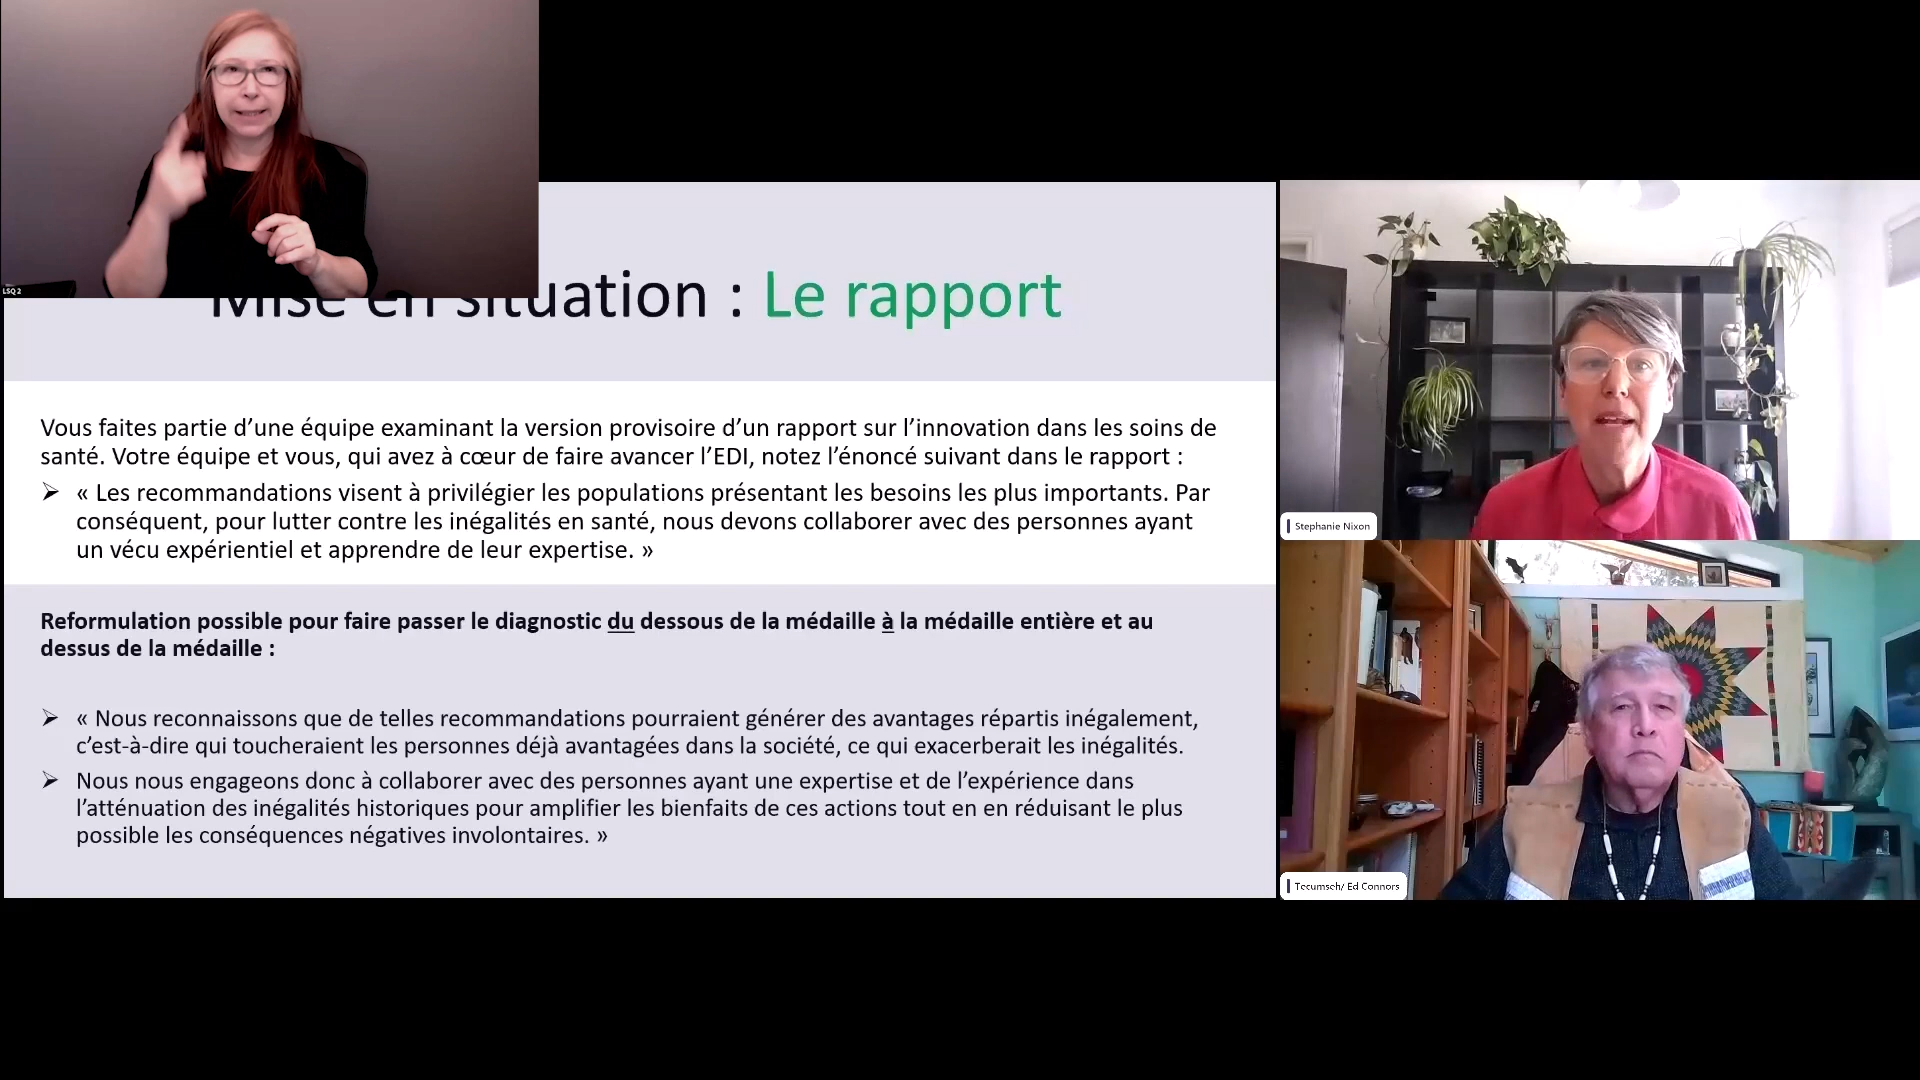 LSQ 2
Mise en situation : Le rapport
Vous faites partie d’une équipe examinant la version provisoire d’un rapport sur l’innovation dans les soins de
santé. Votre équipe et vous, qui avez à cœur de faire avancer l’EDI, notez l’énoncé suivant dans le rapport :
« Les recommandations visent à privilégier les populations présentant les besoins les plus importants. Par
conséquent, pour lutter contre les inégalités en santé, nous devons collaborer avec des personnes ayant
un vécu expérientiel et apprendre de leur expertise. »
Reformulation possible pour faire passer le diagnostic du dessous de la médaille à la médaille entière et au
dessus de la médaille :
« Nous reconnaissons que de telles recommandations pourraient générer des avantages répartis inégalement,
c’est-à-dire qui toucheraient les personnes déjà avantagées dans la société, ce qui exacerberait les inégalités.
Nous nous engageons donc à collaborer avec des personnes ayant une expertise et de l’expérience dans
l’atténuation des inégalités historiques pour amplifier les bienfaits de ces actions tout en en réduisant le plus
possible les conséquences négatives involontaires. »
Stephanie Nixon
Tecumseh/ Ed Connors